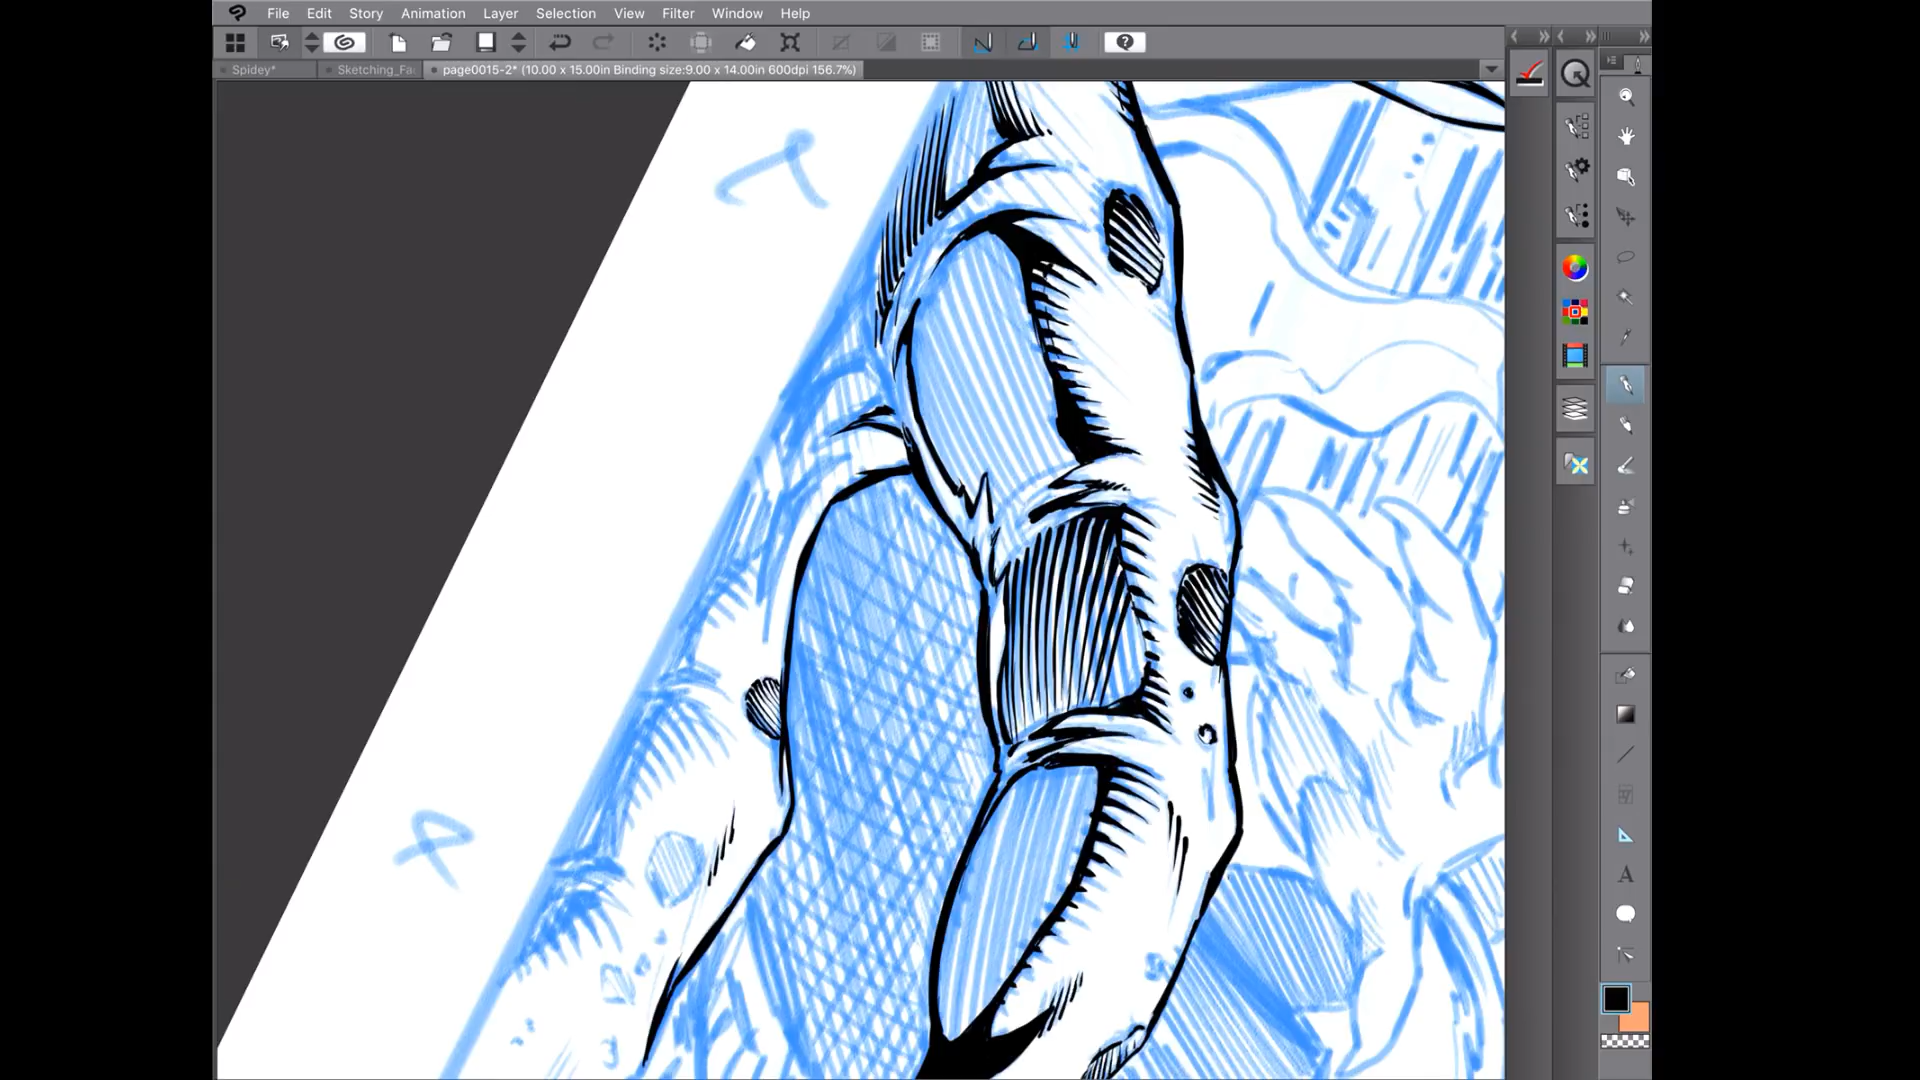 File Edit Story Animation Layer Selection View Filter Window Help
Spidey* Sketching_Fa page0015-2* (10.00 x 15.00in Binding size:9.00 x 14.00in 600dpi 156.7%)